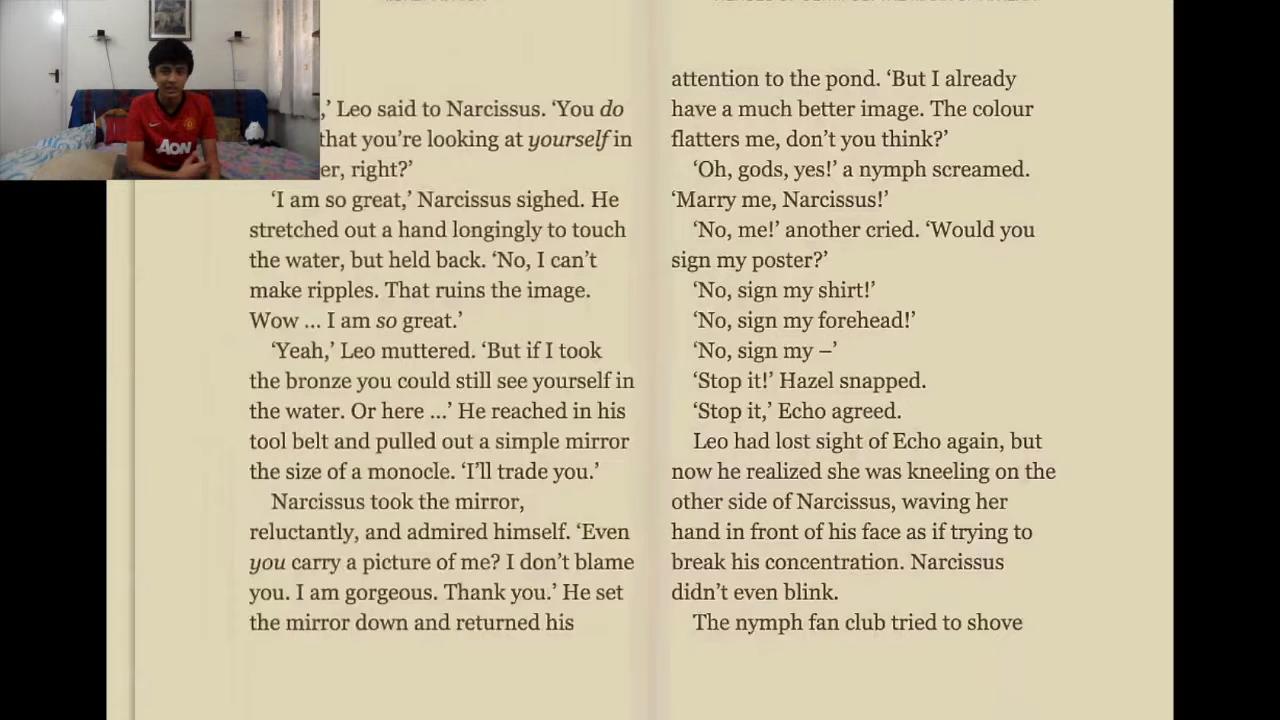 ,’ Leo said to Narcissus. ‘You do
that you’re looking at yourself in
er, right?’
‘I am so great,’ Narcissus sighed. He
stretched out a hand longingly to touch
the water, but held back. ‘No, I can’t
make ripples. That ruins the image.
Wow ... I am so great.’
‘Yeah,’ Leo muttered. ‘But if I took
the bronze you could still see yourself in
the water. Or here ...’ He reached in his
tool belt and pulled out a simple mirror
the size of a monocle. ‘I’ll trade you.’
Narcissus took the mirror,
reluctantly, and admired himself. ‘Even
you carry a picture of me? I don’t blame
you. I am gorgeous. Thank you.’ He set
the mirror down and returned his
attention to the pond. ‘But I already
have a much better image. The colour
flatters me, don’t you think?’
‘Oh, gods, yes!’ a nymph screamed.
‘Marry me, Narcissus!’
‘No, me!’ another cried. ‘Would you
sign my poster?’
‘No, sign my shirt!’
‘No, sign my forehead!’
‘No, sign my –’
‘Stop it!’ Hazel snapped.
‘Stop it,’ Echo agreed.
Leo had lost sight of Echo again, but
now he realized she was kneeling on the
other side of Narcissus, waving her
hand in front of his face as if trying to
break his concentration. Narcissus
didn’t even blink.
The nymph fan club tried to shove
AON